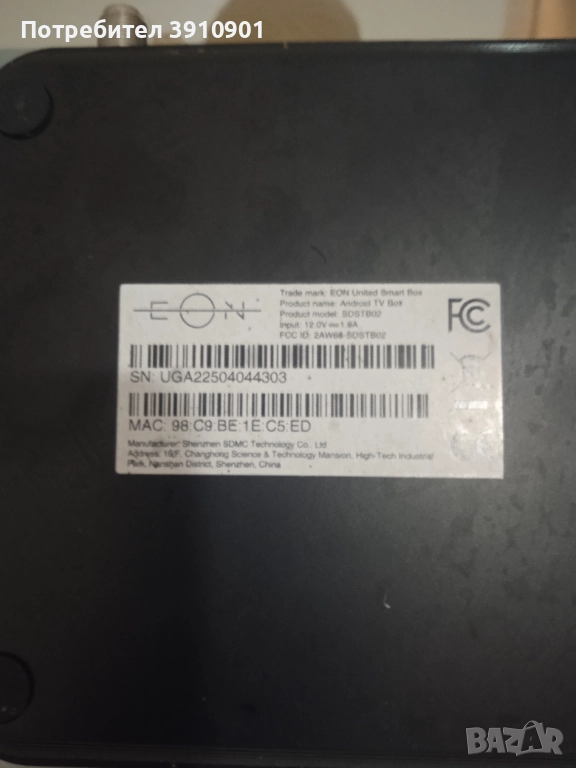 Потребител 3910901
EON
Trade mark: EON United Smart Box
Product name: Android TV Box
Product model: SDSTB02
Input: 12.0V⎓1.0A
FCC ID: 2AW68-SDSTB02
FC
SN: UGA22504044303
MAC: 98:C9:BE:1E:C5:ED
Manufacturer: Shenzhen SDMC Technology Co., Ltd
Address: 19/F, Changhong Science & Technology Mansion, High-Tech Industrial
Park, Nanshan District, Shenzhen, China
BAZAR